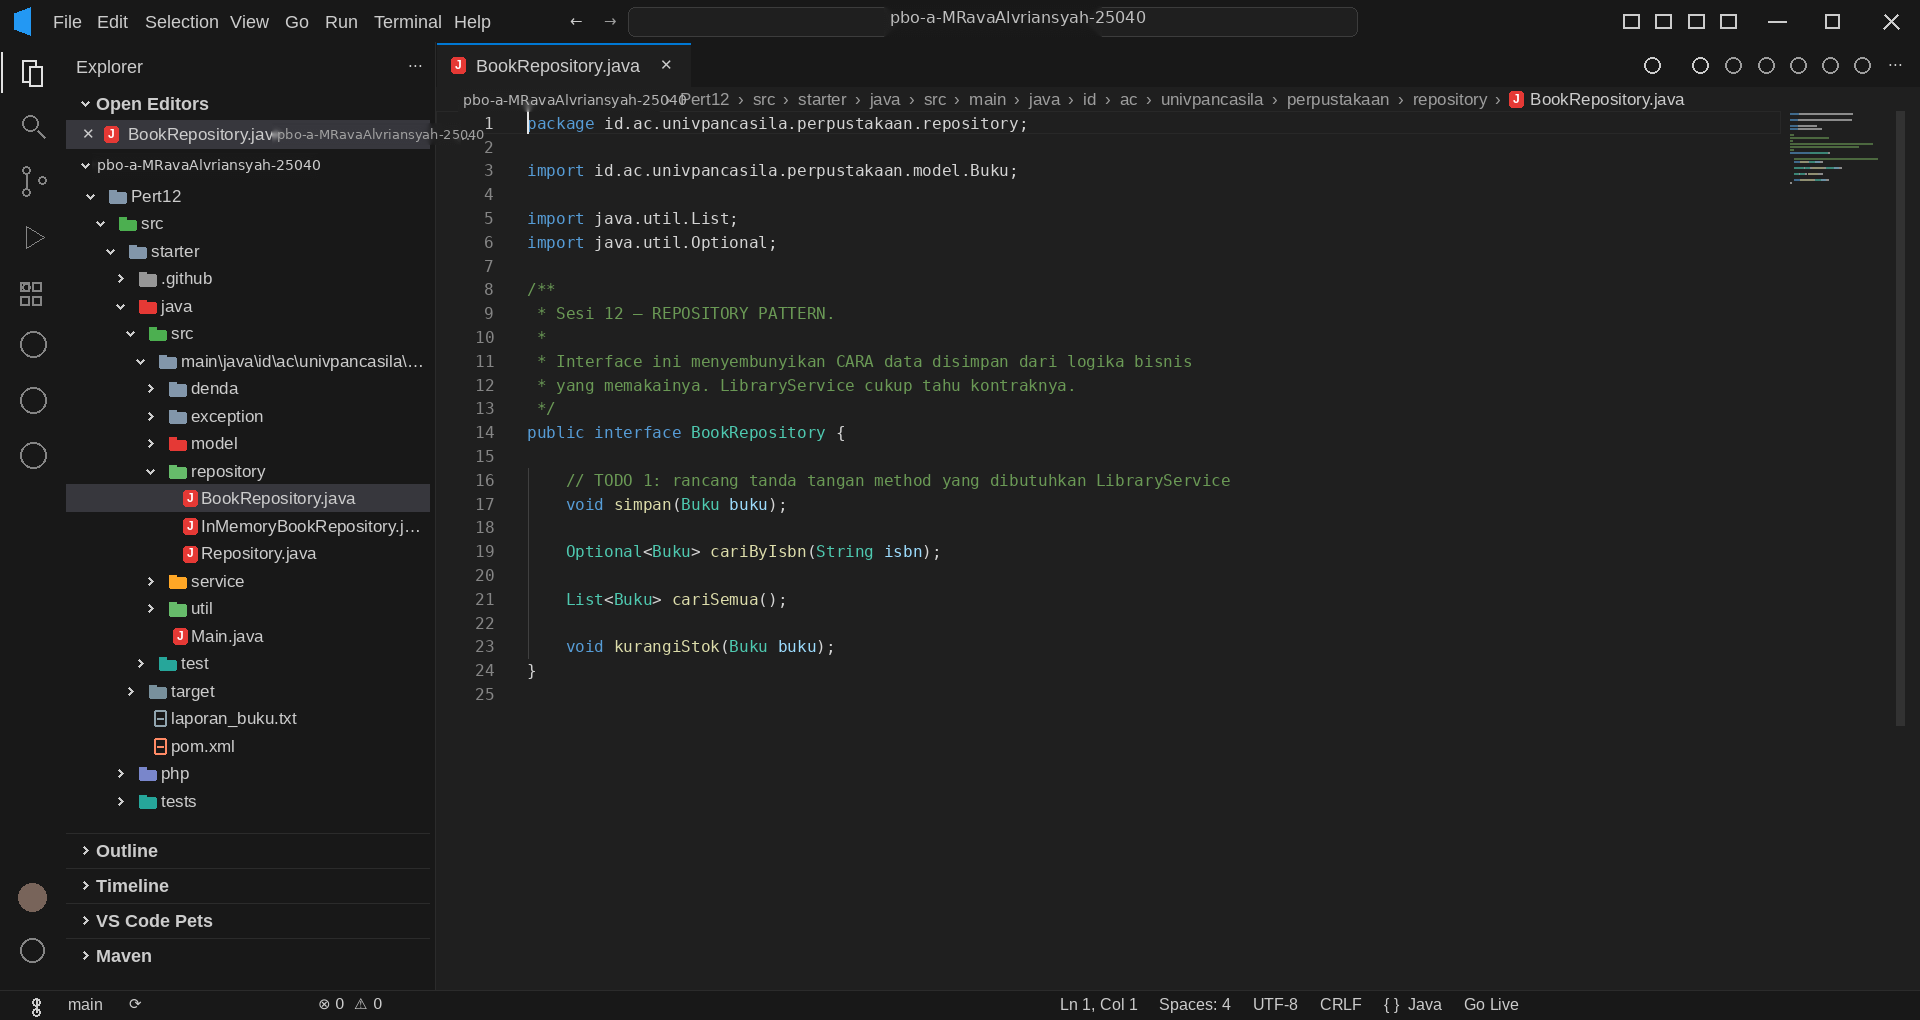 File Edit Selection View Go Run Terminal Help
pbo-a-MRavaAlvriansyah-25040
Explorer
Open Editors
BookRepository.jav pbo-a-MRavaAlvriansyah-25040
pbo-a-MRavaAlvriansyah-25040
Pert12
src
starter
.github
java
src
main\java\id\ac\univpancasila\...
denda
exception
model
repository
BookRepository.java
InMemoryBookRepository.j...
Repository.java
service
util
Main.java
test
target
laporan_buku.txt
pom.xml
php
tests
Outline
Timeline
VS Code Pets
Maven
BookRepository.java
pbo-a-MRavaAlvriansyah-25040 Pert12 › src › starter › java › src › main › java › id › ac › univpancasila › perpustakaan › repository › BookRepository.java
1 package id.ac.univpancasila.perpustakaan.repository;
2
3 import id.ac.univpancasila.perpustakaan.model.Buku;
4
5 import java.util.List;
6 import java.util.Optional;
7
8 /**
9  * Sesi 12 — REPOSITORY PATTERN.
10  *
11  * Interface ini menyembunyikan CARA data disimpan dari logika bisnis
12  * yang memakainya. LibraryService cukup tahu kontraknya.
13  */
14 public interface BookRepository {
15
16     // TODO 1: rancang tanda tangan method yang dibutuhkan LibraryService
17     void simpan(Buku buku);
18
19     Optional<Buku> cariByIsbn(String isbn);
20
21     List<Buku> cariSemua();
22
23     void kurangiStok(Buku buku);
24 }
25
main 0 0 Ln 1, Col 1 Spaces: 4 UTF-8 CRLF { } Java Go Live